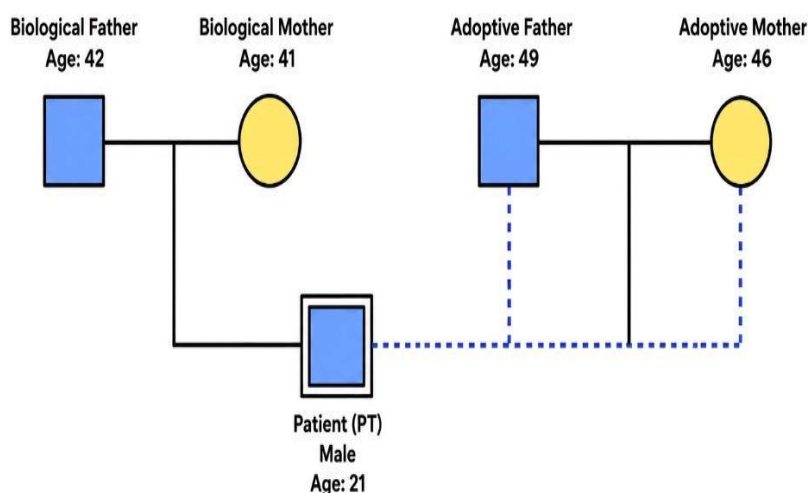 Biological Father
Age: 42
Biological Mother
Age: 41
Adoptive Father
Age: 49
Adoptive Mother
Age: 46
Patient (PT)
Male
Age: 21